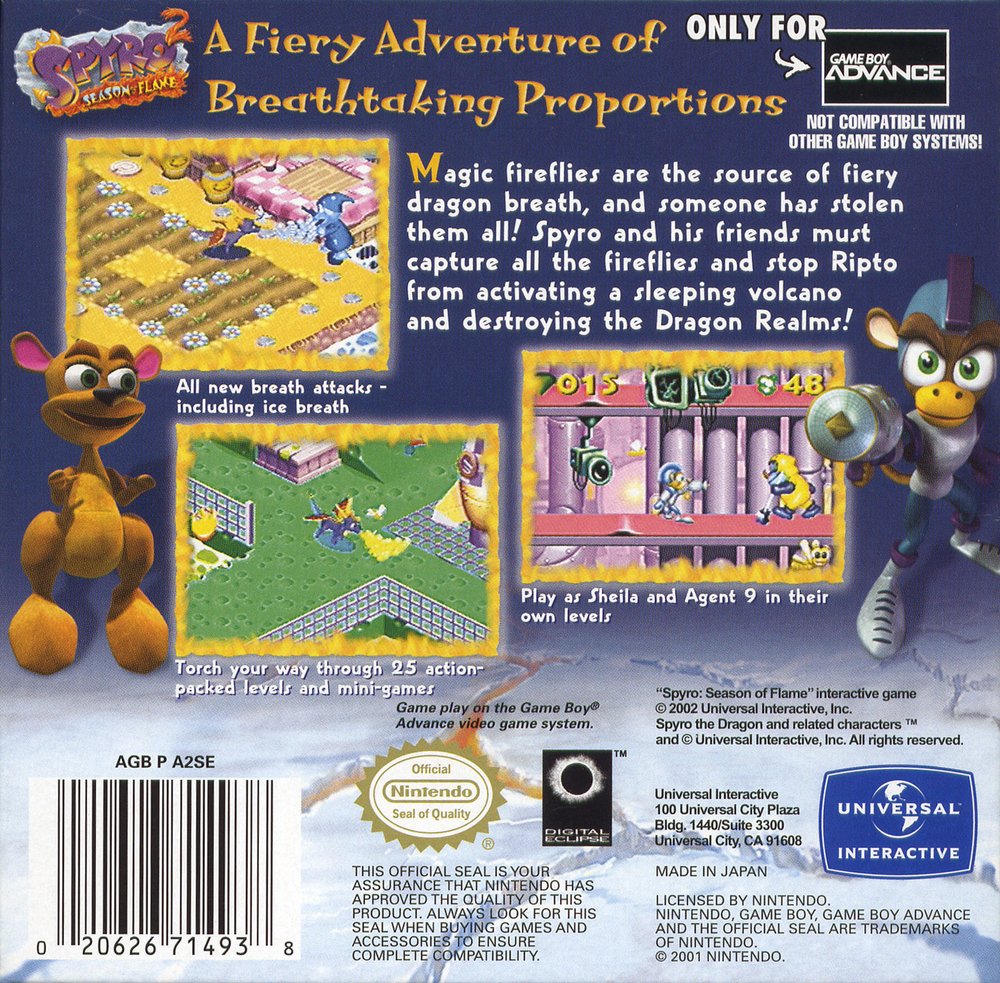 SPYRO 2
SEASON OF FLAME
A Fiery Adventure of
Breathtaking Proportions
ONLY FOR
GAME BOY
ADVANCE
NOT COMPATIBLE WITH
OTHER GAME BOY SYSTEMS!
Magic fireflies are the source of fiery
dragon breath, and someone has stolen
them all! Spyro and his friends must
capture all the fireflies and stop Ripto
from activating a sleeping volcano
and destroying the Dragon Realms!
All new breath attacks -
including ice breath
7015
48
Play as Sheila and Agent 9 in their
own levels
Torch your way through 25 action-
packed levels and mini-games
Game play on the Game Boy®
Advance video game system.
"Spyro: Season of Flame" interactive game
© 2002 Universal Interactive, Inc.
Spyro the Dragon and related characters ™
and © Universal Interactive, Inc. All rights reserved.
AGB P A2SE
0 20626 71493 8
Official
Nintendo
Seal of Quality
®
™
DIGITAL
ECLIPSE
Universal Interactive
100 Universal City Plaza
Bldg. 1440/Suite 3300
Universal City, CA 91608
MADE IN JAPAN
UNIVERSAL™
INTERACTIVE
THIS OFFICIAL SEAL IS YOUR
ASSURANCE THAT NINTENDO HAS
APPROVED THE QUALITY OF THIS
PRODUCT. ALWAYS LOOK FOR THIS
SEAL WHEN BUYING GAMES AND
ACCESSORIES TO ENSURE
COMPLETE COMPATIBILITY.
LICENSED BY NINTENDO.
NINTENDO, GAME BOY, GAME BOY ADVANCE
AND THE OFFICIAL SEAL ARE TRADEMARKS
OF NINTENDO.
© 2001 NINTENDO.